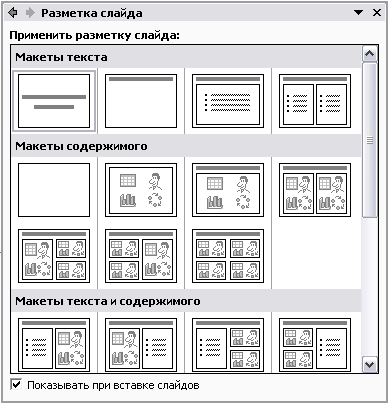 Разметка слайда
Применить разметку слайда:
Макеты текста
Макеты содержимого
Макеты текста и содержимого
Показывать при вставке слайдов